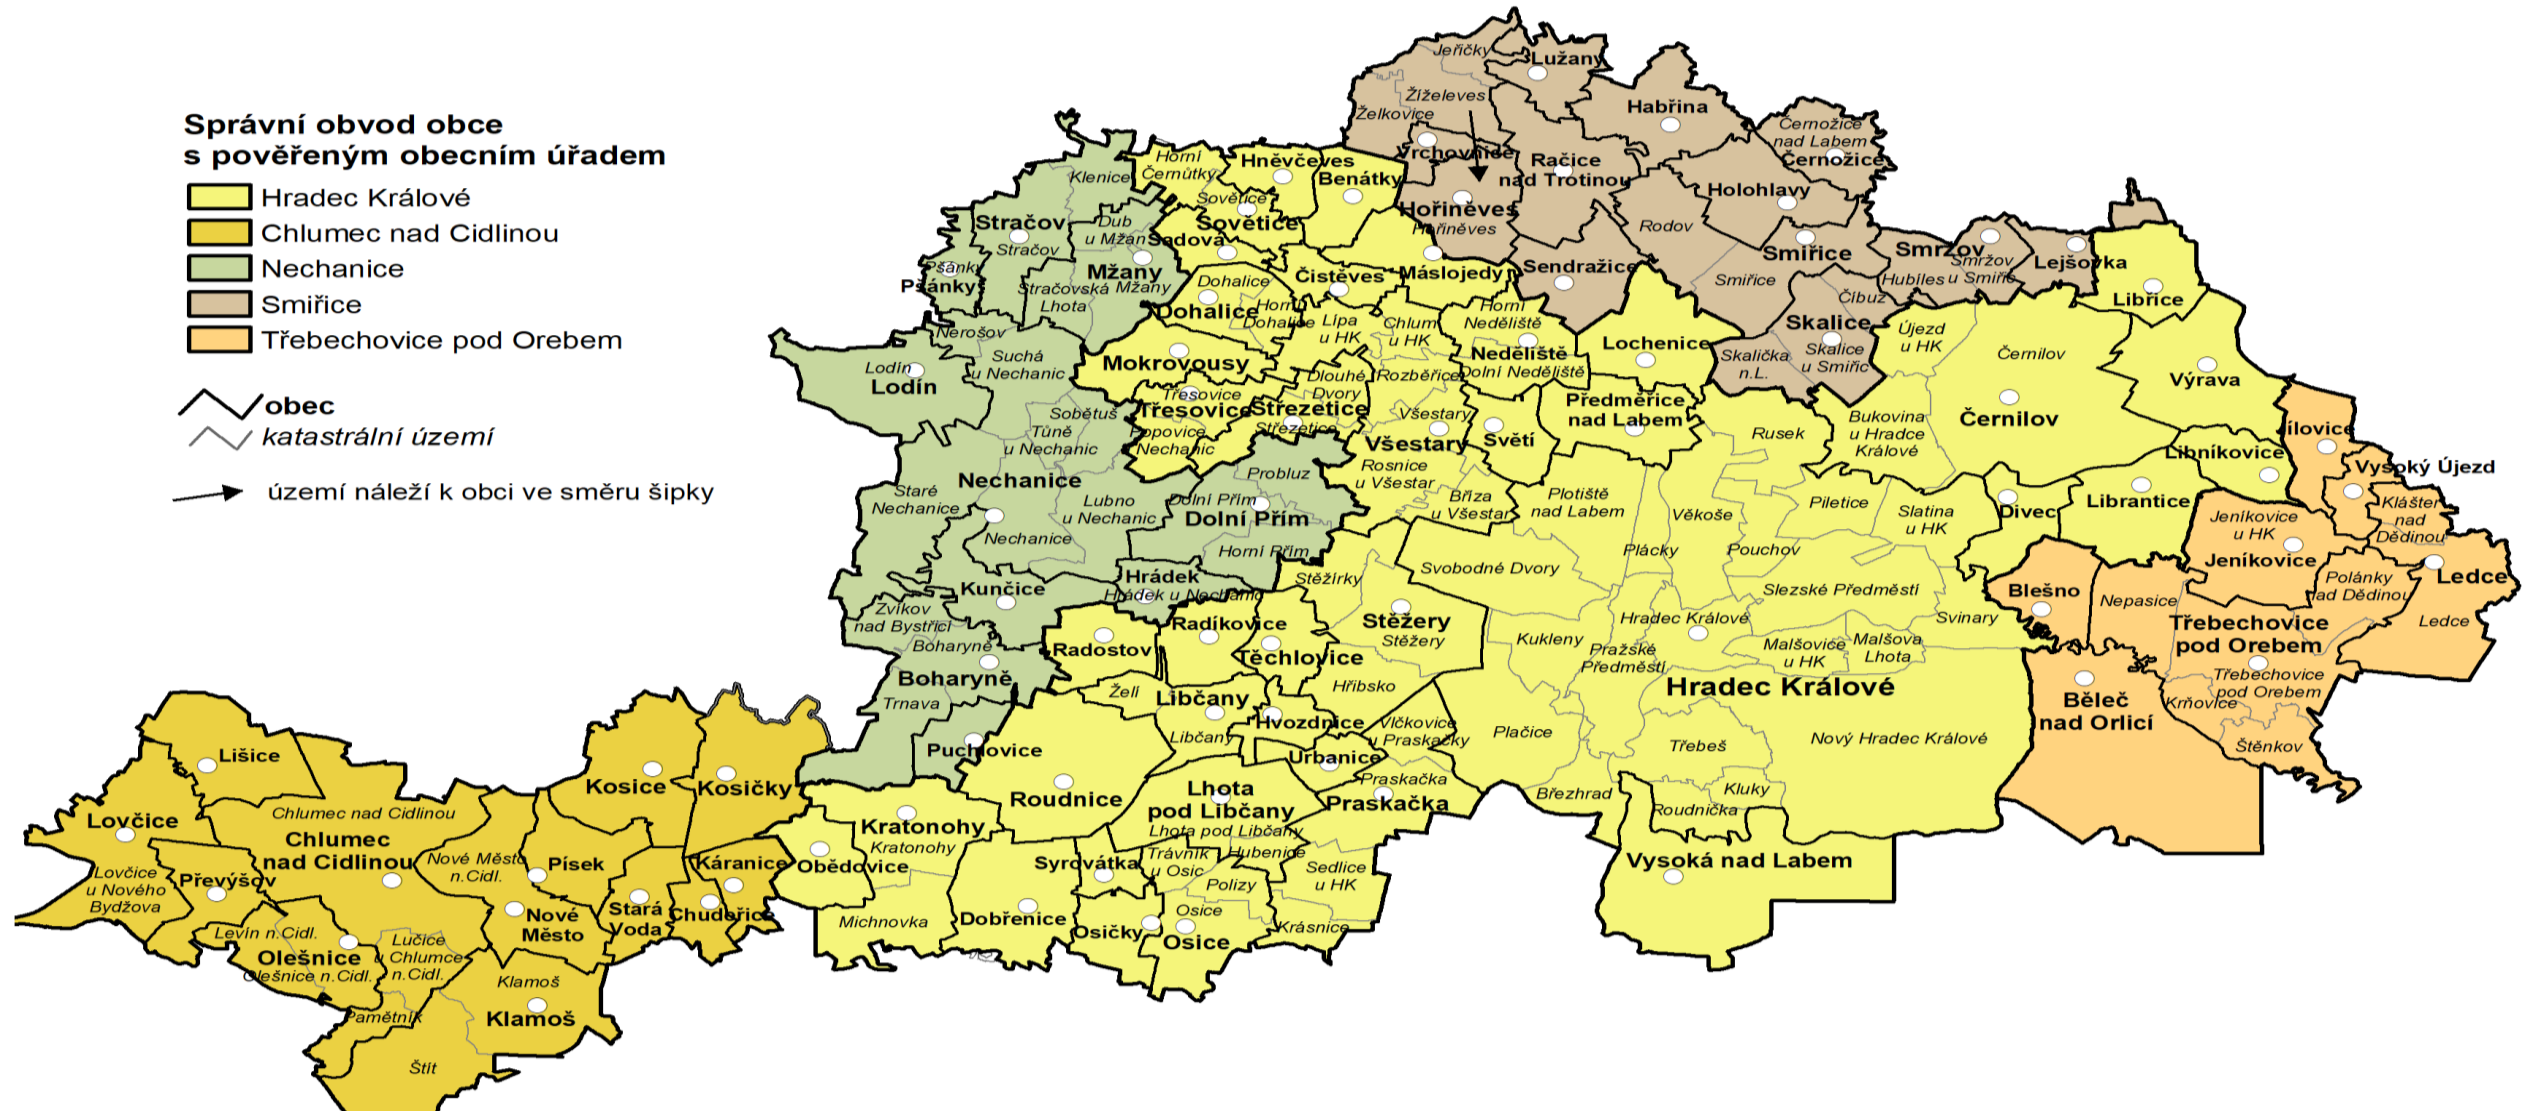 Správní obvod obce
s pověřeným obecním úřadem
Hradec Králové
Chlumec nad Cidlinou
Nechanice
Smiřice
Třebechovice pod Orebem
obec
katastrální území
území náleží k obci ve směru šipky
Jeřičky
Lužany
Žíželeves
Želkovice
Habřina
Černožice
nad Labem
Černožice
Vrchovnice
Račice
nad Trotinou
Holohlavy
Hořiněves
Hořiněves
Rodov
Smiřice
Smiřice
Sendražice
Smržov
Smržov
u Smiřic
Hubíles
Lejšovka
Číbuz
Skalice
Skalice
u Smiřic
Skalička
n.L.
Horní
Černůtky
Hněvčeves
Benátky
Sovětice
Sovětice
Sadová
Klenice
Stračov
Stračov
Dub
u Mžan
Mžany
Mžany
Stračovská
Lhota
Pšánky
Pšánky
Dohalice
Dohalice
Horní
Dohalice
Čistěves
Máslojedy
Lípa
u HK
Chlum
u HK
Horní
Neděliště
Neděliště
Dolní Neděliště
Lochenice
Libřice
Újezd
u HK
Černilov
Černilov
Výrava
Nerošov
Lodín
Lodín
Suchá
u Nechanic
Mokrovousy
Třesovice
Třesovice
Dlouhé
Dvory
Rozběřice
Střezetice
Střezetice
Popovice
u Nechanic
Všestary
Všestary
Světí
Předměřice
nad Labem
Rusek
Bukovina
u Hradce
Králové
Libníkovice
Jílovice
Vysoký Újezd
Sobětuš
Tůně
u Nechanic
Nechanice
Nechanice
Staré
Nechanice
Lubno
u Nechanic
Probluz
Dolní Přím
Dolní Přím
Horní Přím
Rosnice
u Všestar
Bříza
u Všestar
Plotiště
nad Labem
Věkoše
Piletice
Slatina
u HK
Divec
Librantice
Klášter
nad
Dědinou
Jeníkovice
u HK
Jeníkovice
Plácky
Pouchov
Svobodné Dvory
Slezské Předměstí
Blešno
Nepasice
Polánky
nad Dědinou
Ledce
Ledce
Hrádek
Hrádek u Nechanic
Kunčice
Zvíkov
nad Bystřicí
Boharyně
Boharyně
Trnava
Puchlovice
Stěžírky
Stěžery
Stěžery
Radíkovice
Radostov
Těchlovice
Kukleny
Hradec Králové
Pražské
Předměstí
Malšovice
u HK
Malšova
Lhota
Svinary
Třebechovice
pod Orebem
Třebechovice
pod Orebem
Krňovice
Štěnkov
Běleč
nad Orlicí
Hradec Králové
Želí
Libčany
Libčany
Hřibsko
Hvozdnice
Vlčkovice
u Praskačky
Plačice
Třebeš
Nový Hradec Králové
Urbanice
Praskačka
Praskačka
Březhrad
Roudnička
Kluky
Vysoká nad Labem
Roudnice
Lhota
pod Libčany
Lhota pod Libčany
Kratonohy
Kratonohy
Obědovice
Michnovka
Dobřenice
Syrovátka
Trávník
u Osic
Hubenice
Polizy
Sedlice
u HK
Osičky
Osice
Osice
Krásnice
Lišice
Lovčice
Lovčice
u Nového
Bydžova
Převýšov
Chlumec nad Cidlinou
Chlumec
nad Cidlinou
Kosice
Kosičky
Nové Město
n.Cidl.
Písek
Káranice
Nové
Město
Stará
Voda
Chudeřice
Levín n.Cidl.
Olešnice
Olešnice n.Cidl.
Lučice
u Chlumce
n.Cidl.
Klamoš
Klamoš
Pamětník
Štít